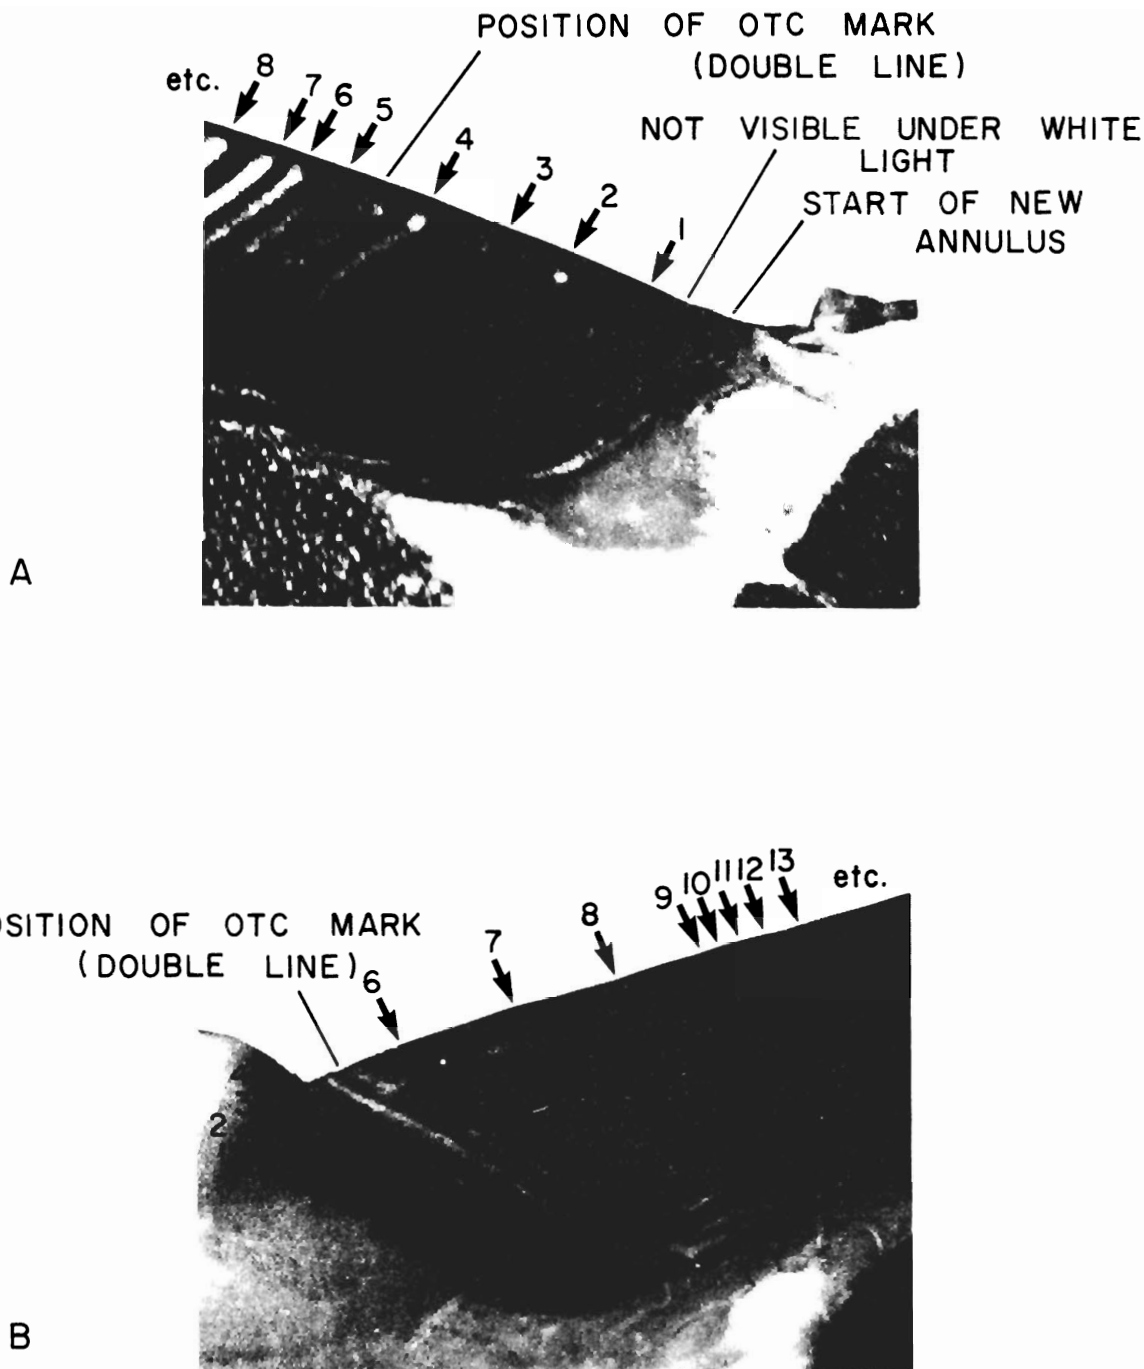 POSITION OF OTC MARK
(DOUBLE LINE)
etc. 8 7 6 5 4 3 2 1
NOT VISIBLE UNDER WHITE
LIGHT
START OF NEW
ANNULUS
A
OSITION OF OTC MARK
(DOUBLE LINE)
6 7 8 9 10 11 12 13 etc.
2
B